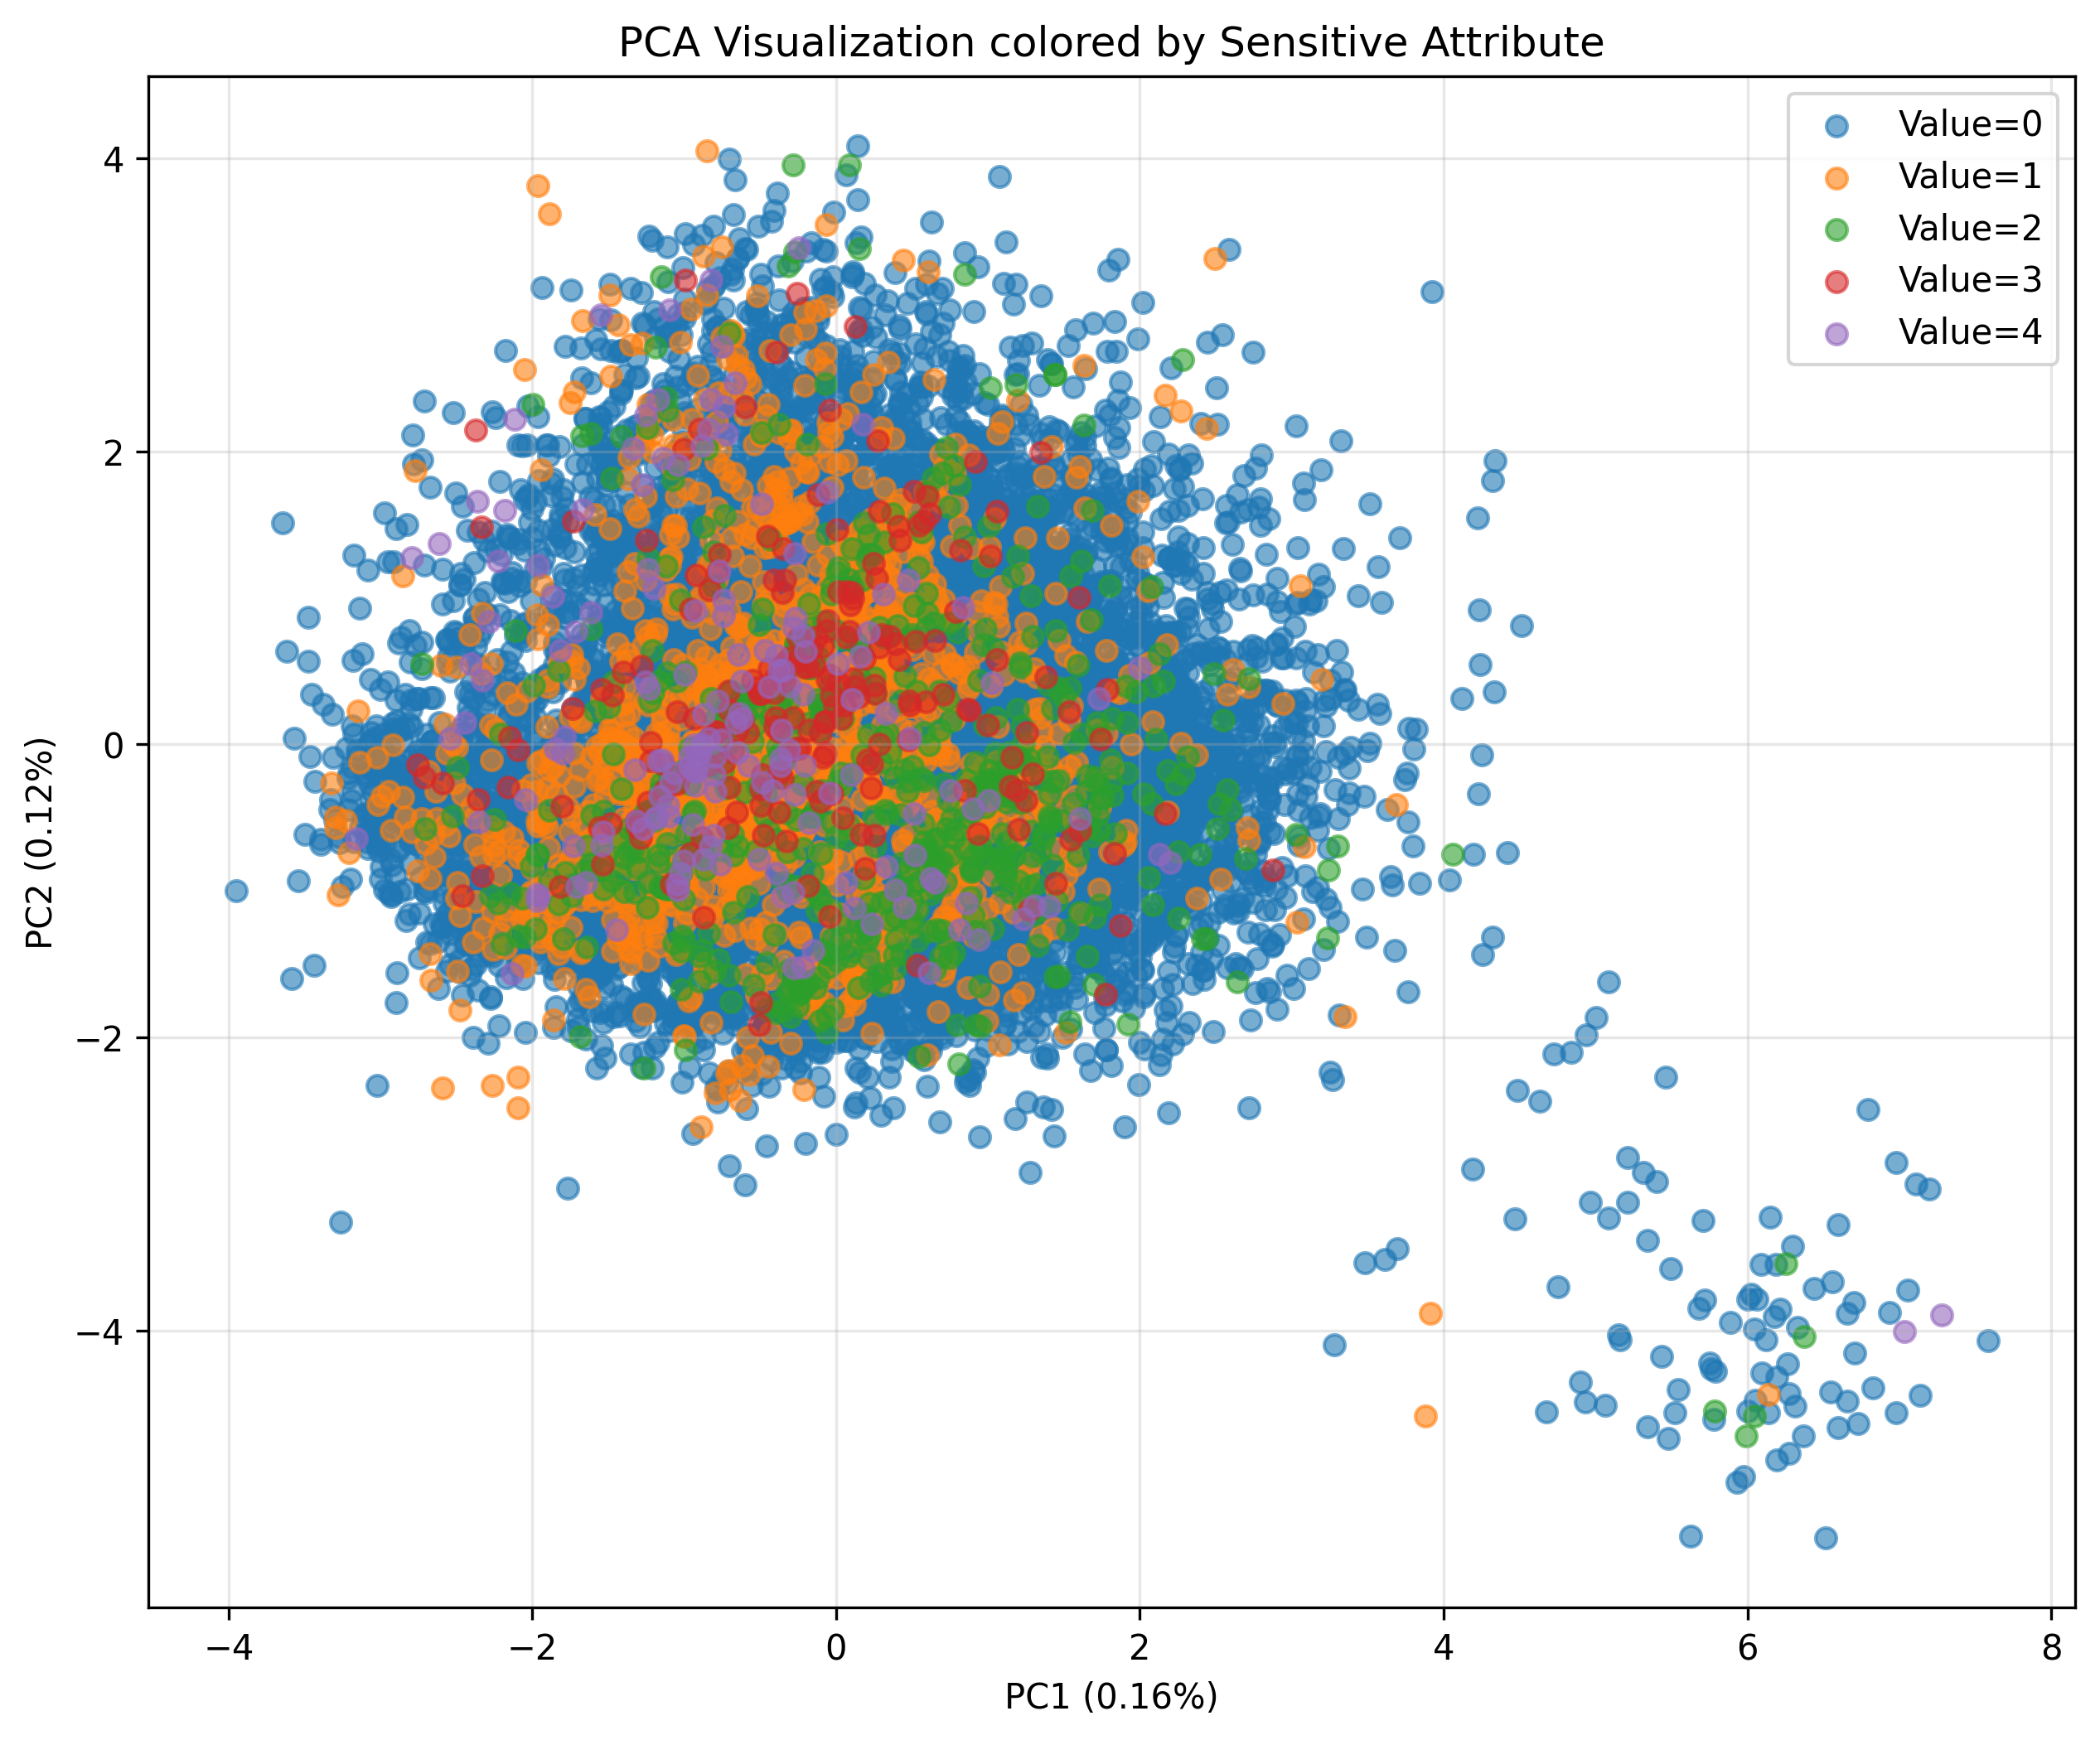 PCA Visualization colored by Sensitive Attribute
Value=0
Value=1
Value=2
Value=3
Value=4
4
2
0
−2
−4
PC2 (0.12%)
−4 −2 0 2 4 6 8
PC1 (0.16%)